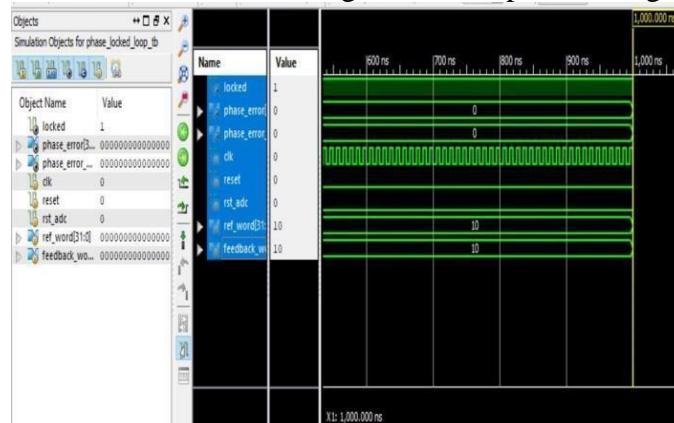 Objects
Simulation Objects for phase_locked_loop_tb
Object Name Value
locked 1
phase_error[3... 000000000000000
phase_error_... 000000000000000
clk 0
reset 0
rst_adc 0
ref_word[31:0] 000000000000000
feedback_wo... 000000000000000
Name Value
locked 1
phase_error[ 0
phase_error_ 0
clk 0
reset 0
rst_adc 0
ref_word[31: 10
feedback_w 10
1,000.000 n
600 ns 700 ns 800 ns 900 ns 1,000 ns
0
0
10
10
X1: 1,000.000 ns